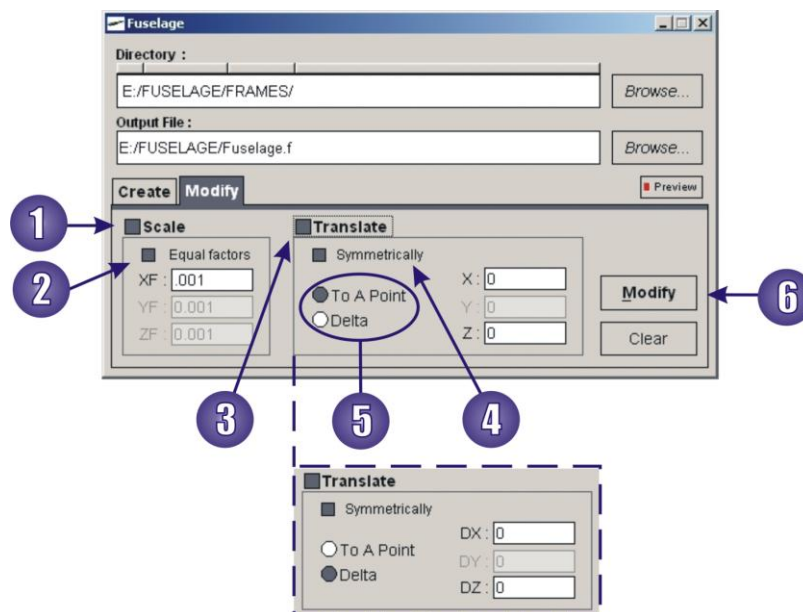 Fuselage
Directory :
E:/FUSELAGE/FRAMES/
Browse...
Output File :
E:/FUSELAGE/Fuselage.f
Browse...
Create Modify
Preview
1
Scale
Translate
2
Equal factors
Symmetrically
XF : .001
To A Point
X : 0
YF : 0.001
Delta
Y : 0
ZF : 0.001
Z : 0
Modify
6
Clear
3
5
4
Translate
Symmetrically
To A Point
DX : 0
DY : 0
Delta
DZ : 0